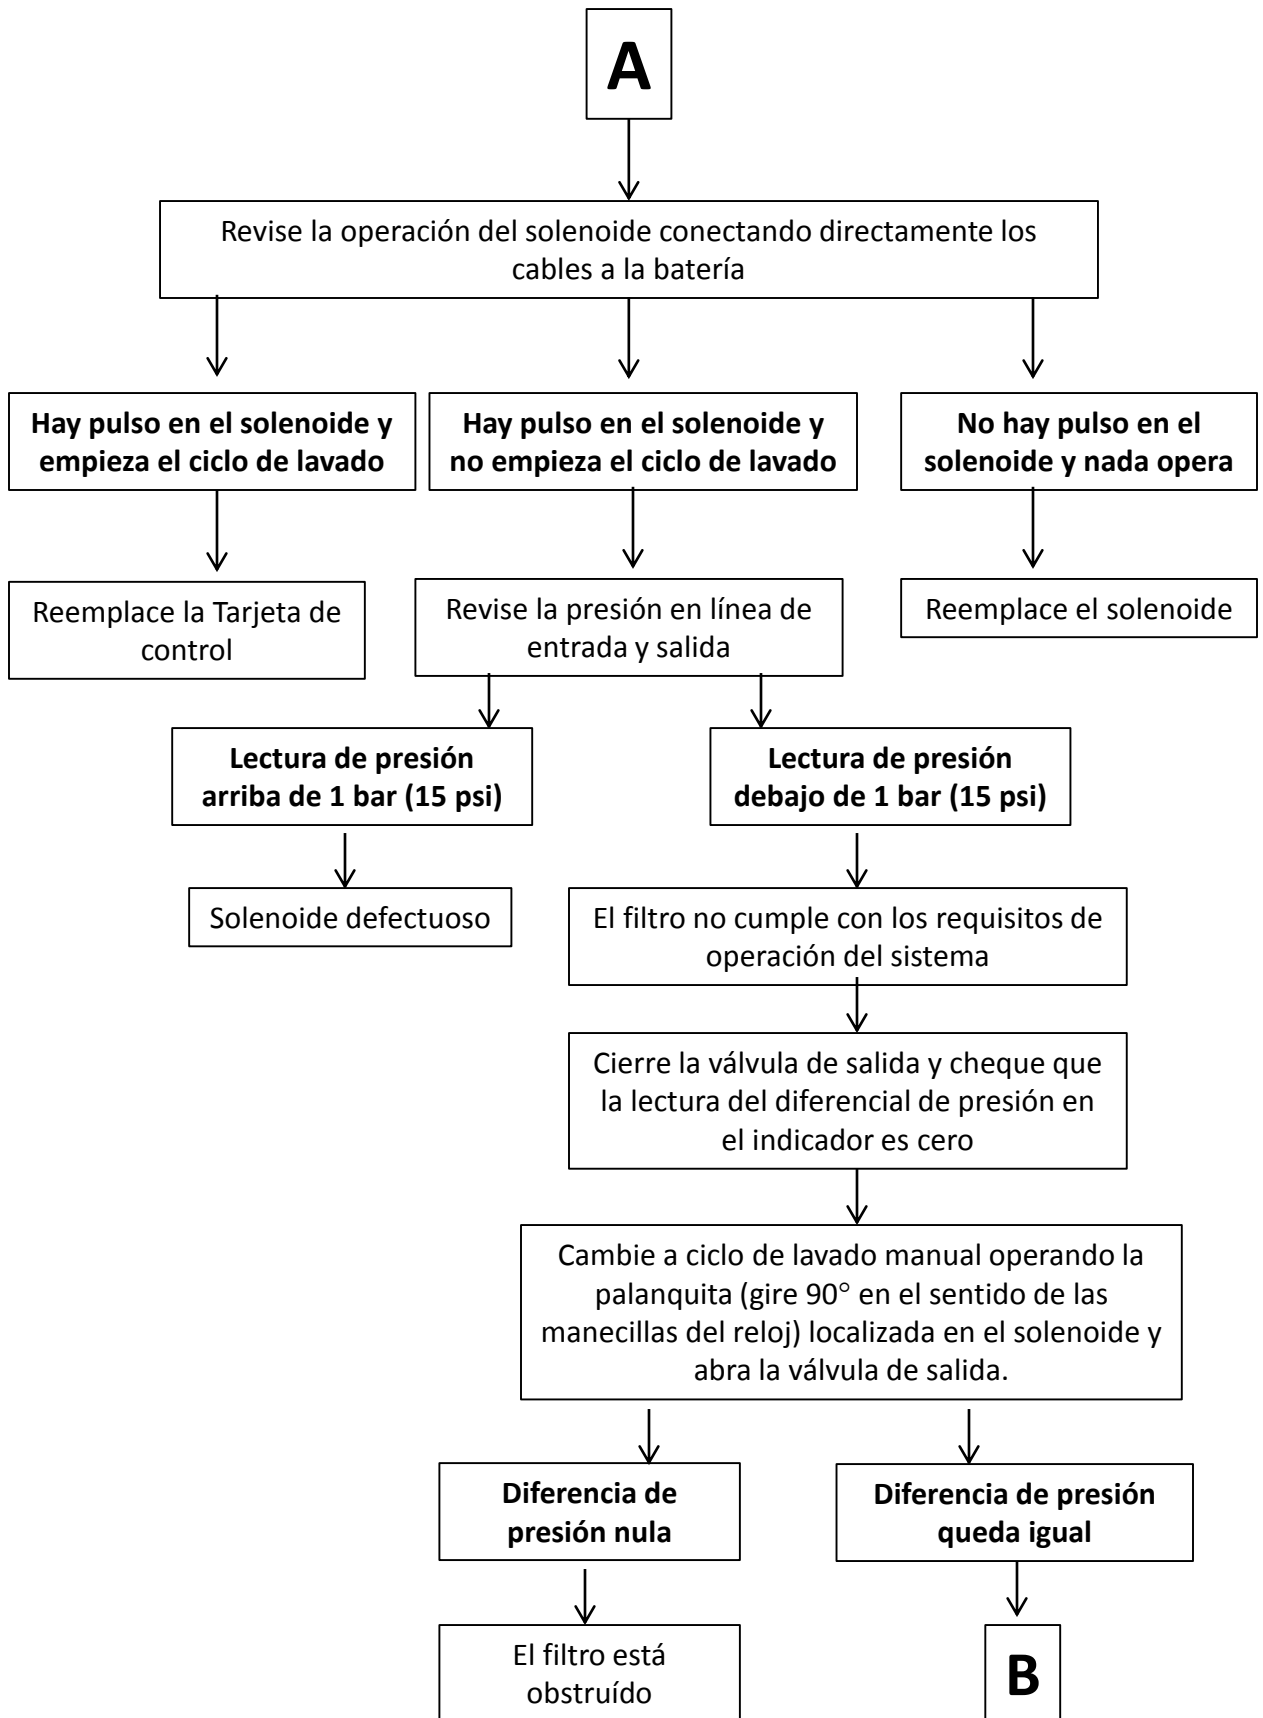 A
Revise la operación del solenoide conectando directamente los
cables a la batería
Hay pulso en el solenoide y
empieza el ciclo de lavado
Hay pulso en el solenoide y
no empieza el ciclo de lavado
No hay pulso en el
solenoide y nada opera
Reemplace la Tarjeta de
control
Revise la presión en línea de
entrada y salida
Reemplace el solenoide
Lectura de presión
arriba de 1 bar (15 psi)
Lectura de presión
debajo de 1 bar (15 psi)
Solenoide defectuoso
El filtro no cumple con los requisitos de
operación del sistema
Cierre la válvula de salida y cheque que
la lectura del diferencial de presión en
el indicador es cero
Cambie a ciclo de lavado manual operando la
palanquita (gire 90° en el sentido de las
manecillas del reloj) localizada en el solenoide y
abra la válvula de salida.
Diferencia de
presión nula
Diferencia de presión
queda igual
El filtro está
obstruído
B